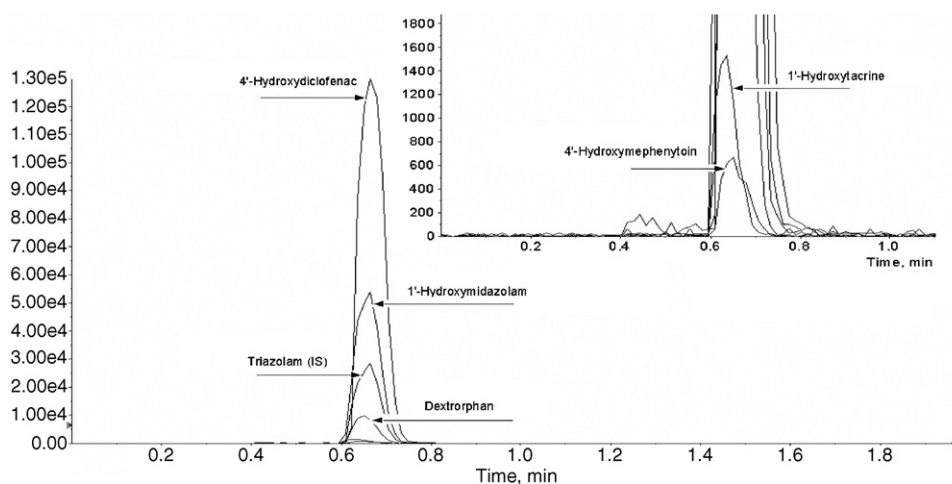 1.30e5
1.20e5
1.10e5
1.00e5
9.00e4
8.00e4
7.00e4
6.00e4
5.00e4
4.00e4
3.00e4
2.00e4
1.00e4
0.00
4'-Hydroxydiclofenac
1'-Hydroxymidazolam
Triazolam (IS)
Dextrorphan
0.2 0.4 0.6 0.8 1 1.2 1.4 1.6 1.8
Time, min
1800
1600
1400
1200
1000
800
600
400
200
0
1'-Hydroxytacrine
4'-Hydroxymephenytoin
0.2 0.4 0.6 0.8 1.0
Time, min